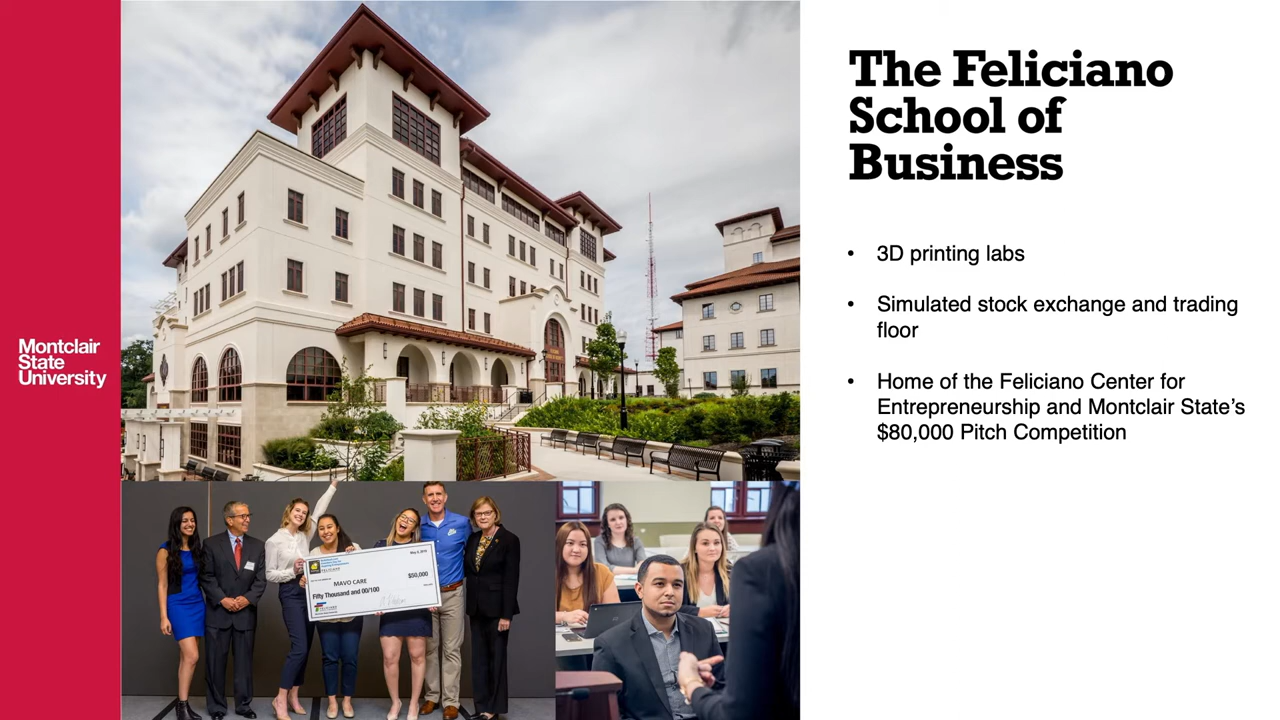 The Feliciano
School of
Business
• 3D printing labs
• Simulated stock exchange and trading
floor
• Home of the Feliciano Center for
Entrepreneurship and Montclair State’s
$80,000 Pitch Competition
Montclair
State
University
FELICIANO
MAVO CARE
$50,000
Fifty Thousand and 00/100